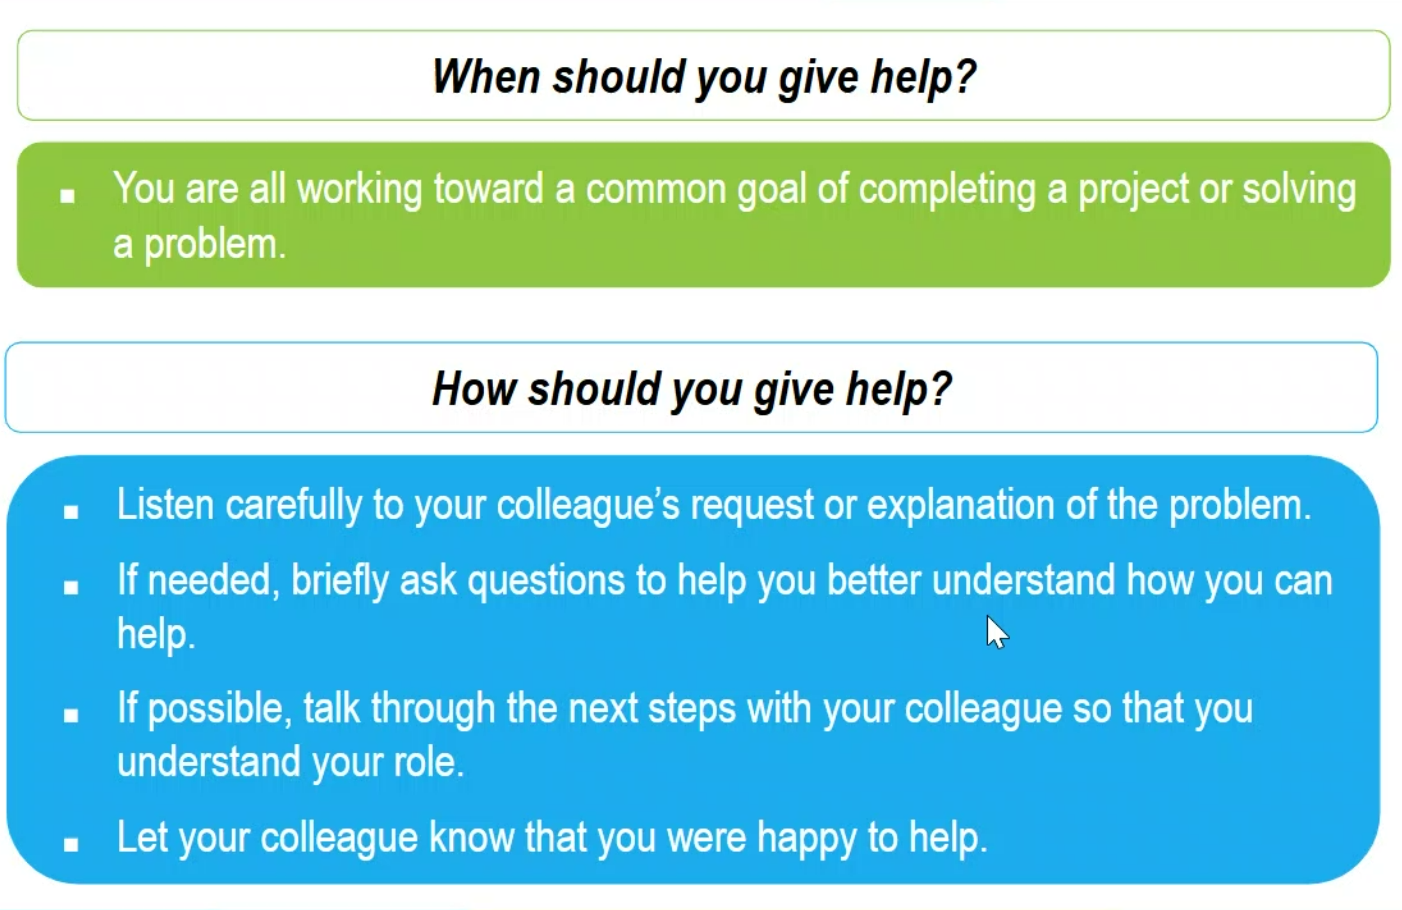 When should you give help?
▪ You are all working toward a common goal of completing a project or solving
a problem.
How should you give help?
▪ Listen carefully to your colleague’s request or explanation of the problem.
▪ If needed, briefly ask questions to help you better understand how you can
help.
▪ If possible, talk through the next steps with your colleague so that you
understand your role.
▪ Let your colleague know that you were happy to help.